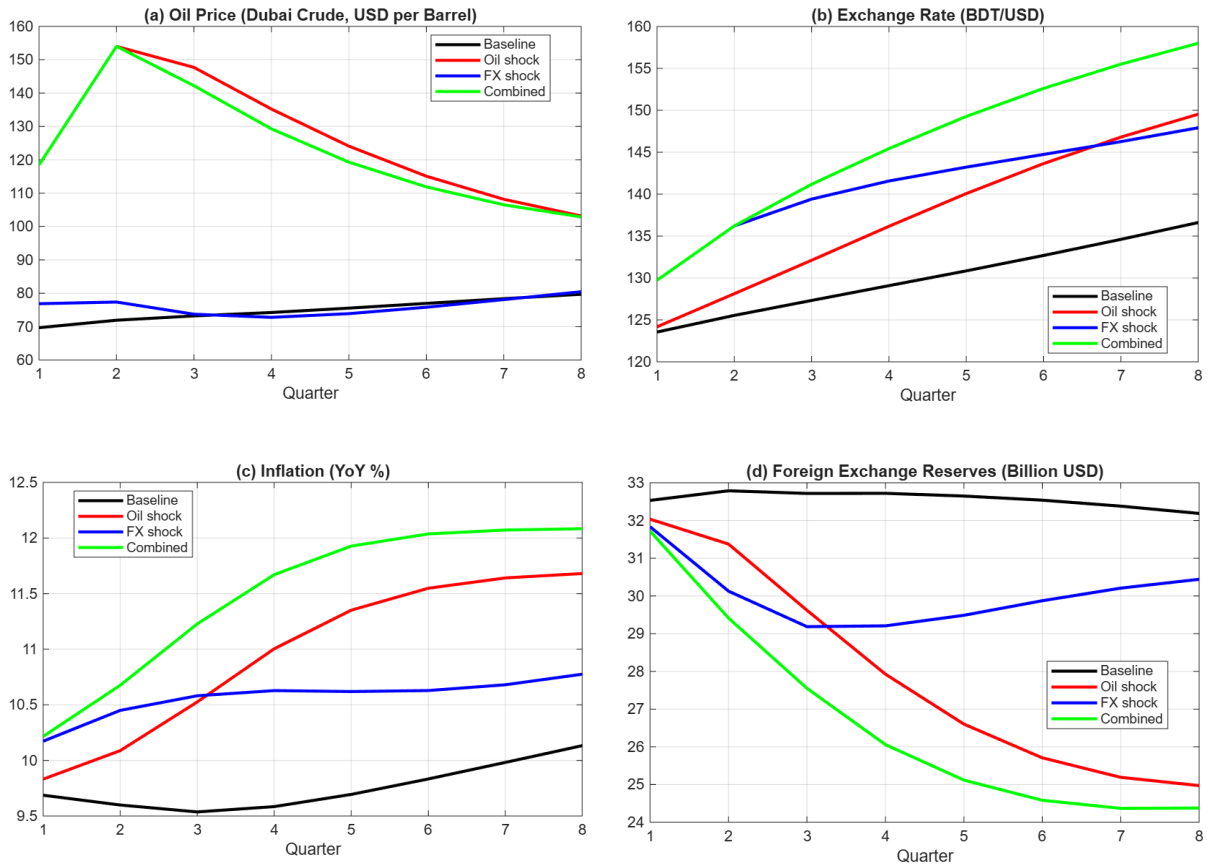 (a) Oil Price (Dubai Crude, USD per Barrel)
160
150
140
130
120
110
100
90
80
70
60
Baseline
Oil shock
FX shock
Combined
1 2 3 4 5 6 7 8
Quarter
(b) Exchange Rate (BDT/USD)
160
155
150
145
140
135
130
125
120
Baseline
Oil shock
FX shock
Combined
1 2 3 4 5 6 7 8
Quarter
(c) Inflation (YoY %)
12.5
12
11.5
11
10.5
10
9.5
Baseline
Oil shock
FX shock
Combined
1 2 3 4 5 6 7 8
Quarter
(d) Foreign Exchange Reserves (Billion USD)
33
32
31
30
29
28
27
26
25
24
Baseline
Oil shock
FX shock
Combined
1 2 3 4 5 6 7 8
Quarter